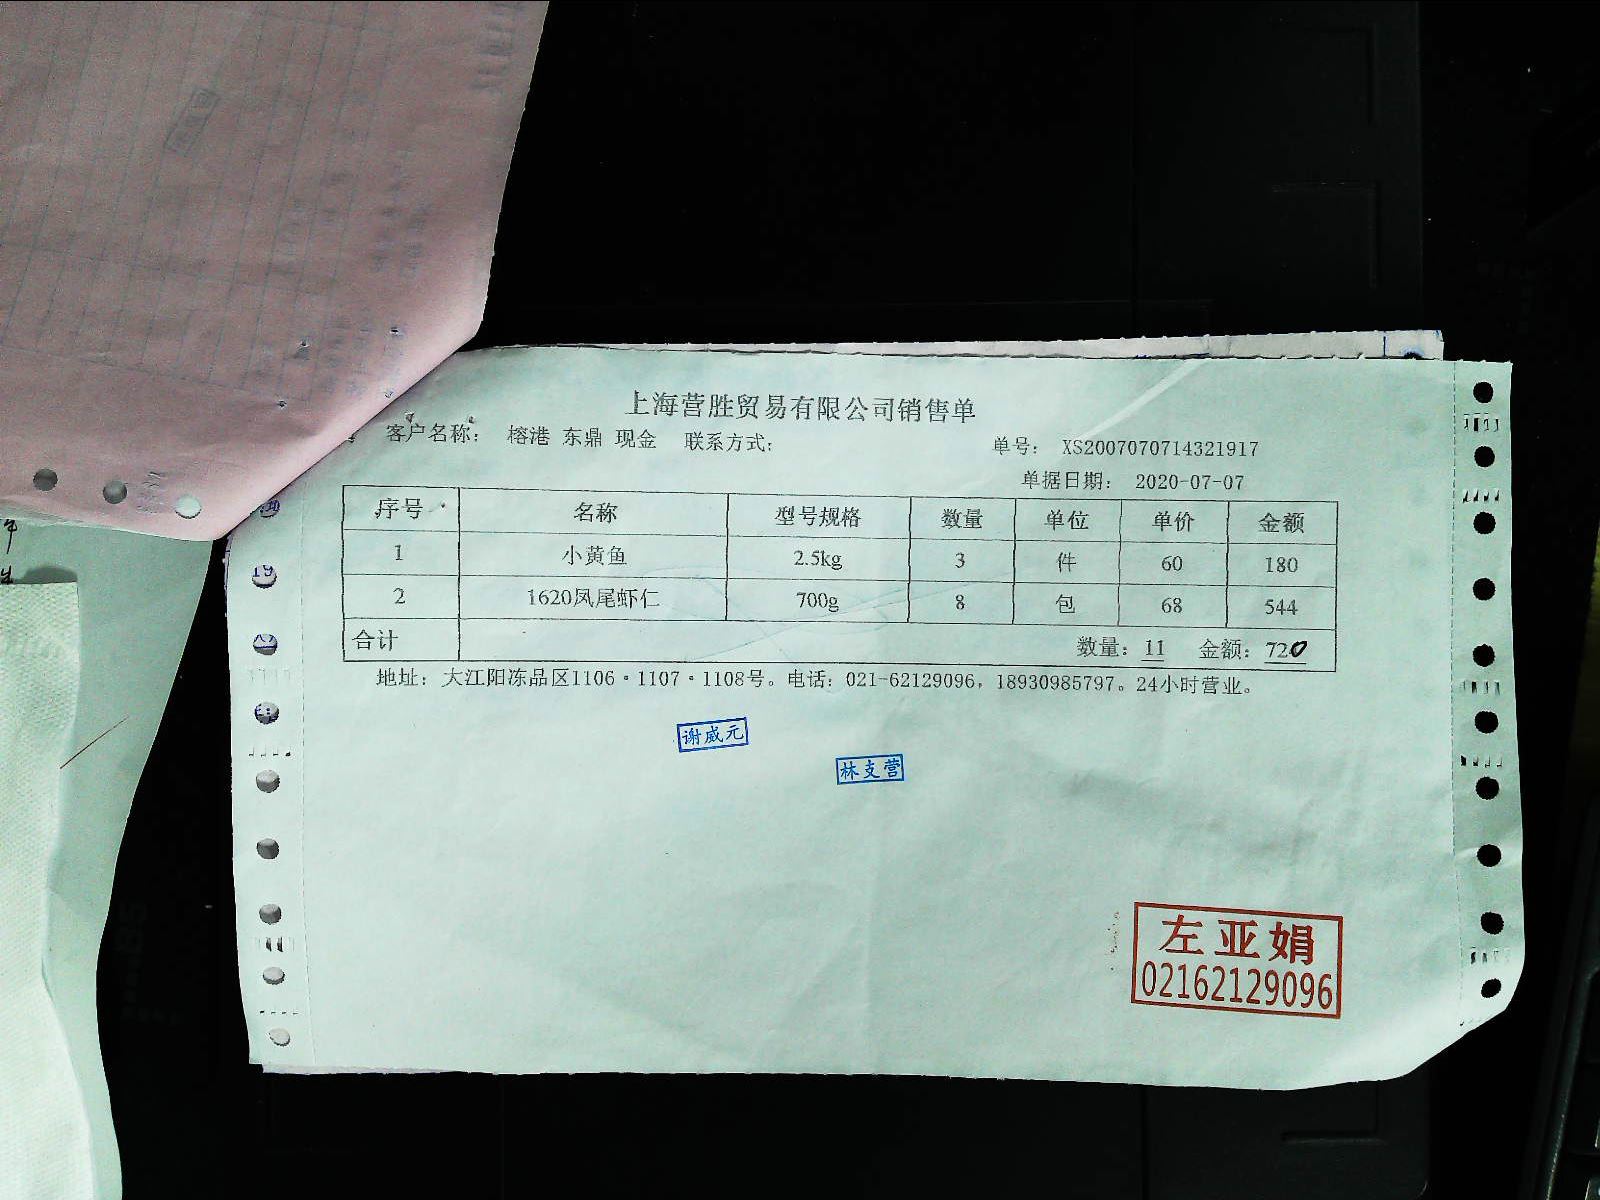 上海营胜贸易有限公司销售单
客户名称: 榕港 东鼎 现金 联系方式:
单号: XS2007070714321917
单据日期: 2020-07-07
序号 名称 型号规格 数量 单位 单价 金额
1 小黄鱼 2.5kg 3 件 60 180
2 1620凤尾虾仁 700g 8 包 68 544
合计 数量: 11 金额: 720
地址: 大江阳冻品区1106·1107·1108号。电话: 021-62129096, 18930985797。24小时营业。
谢威元
林支营
左亚娟
02162129096